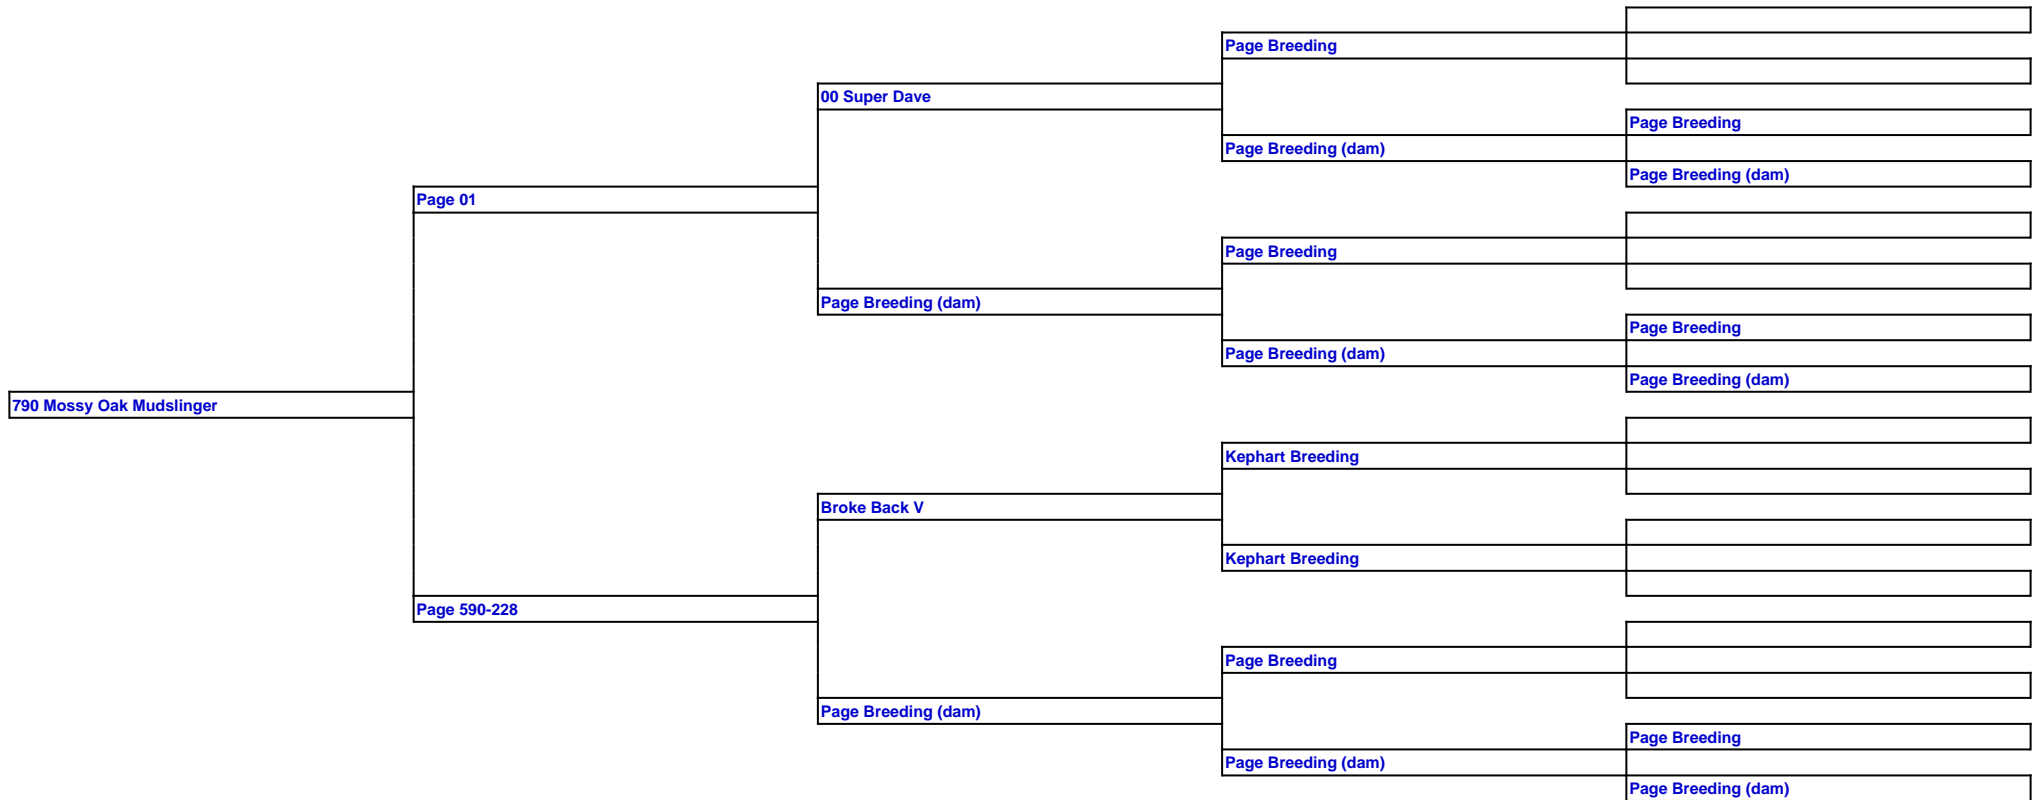 Page Breeding
00 Super Dave
Page Breeding
Page Breeding (dam)
Page Breeding (dam)
Page 01
Page Breeding
Page Breeding (dam)
Page Breeding
Page Breeding (dam)
Page Breeding (dam)
790 Mossy Oak Mudslinger
Kephart Breeding
Broke Back V
Kephart Breeding
Page 590-228
Page Breeding
Page Breeding (dam)
Page Breeding
Page Breeding (dam)
Page Breeding (dam)